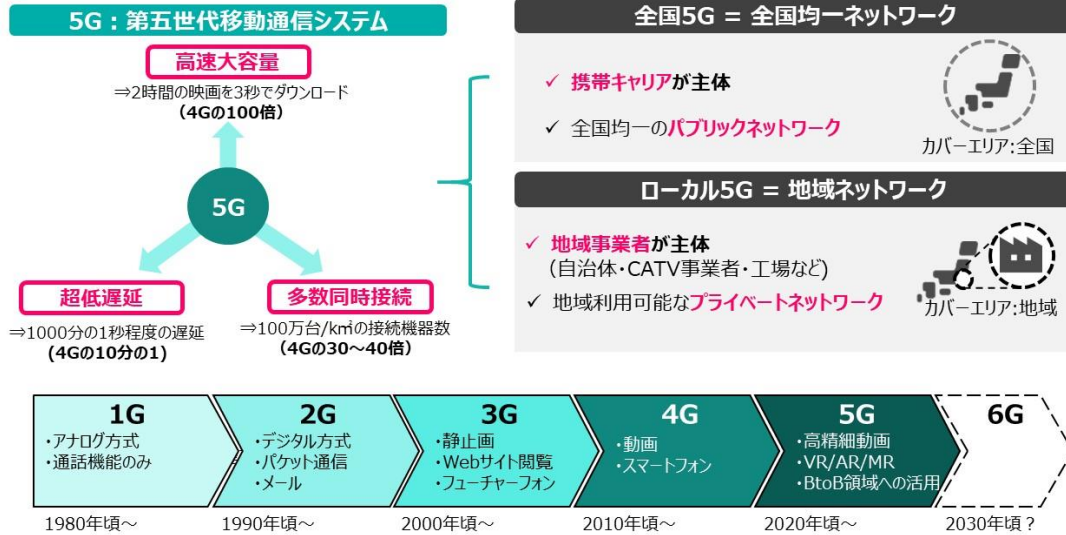 5G：第五世代移動通信システム
高速大容量
⇒2時間の映画を3秒でダウンロード
（4Gの100倍）
5G
超低遅延
⇒1000分の1秒程度の遅延
(4Gの10分の1)
多数同時接続
⇒100万台/k㎡の接続機器数
（4Gの30～40倍）
全国5G = 全国均一ネットワーク
✓ 携帯キャリアが主体
✓ 全国均一のパブリックネットワーク
カバーエリア:全国
ローカル5G = 地域ネットワーク
✓ 地域事業者が主体
(自治体・CATV事業者・工場など)
✓ 地域利用可能なプライベートネットワーク
カバーエリア:地域
1G
・アナログ方式
・通話機能のみ
1980年頃～
2G
・デジタル方式
・パケット通信
・メール
1990年頃～
3G
・静止画
・Webサイト閲覧
・フューチャーフォン
2000年頃～
4G
・動画
・スマートフォン
2010年頃～
5G
・高精細動画
・VR/AR/MR
・BtoB領域への活用
2020年頃～
6G
2030年頃？